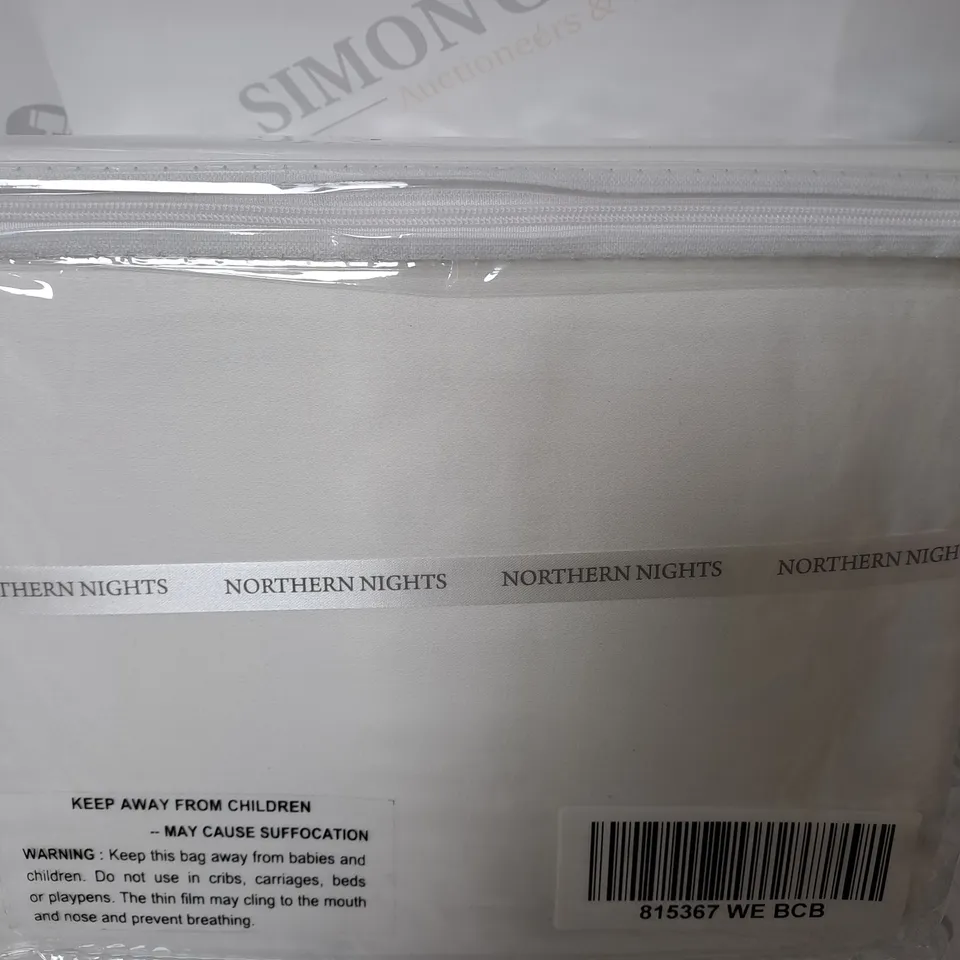 SIMON
Auctioneers &
THERN NIGHTS NORTHERN NIGHTS NORTHERN NIGHTS NORTHERN NIGH
KEEP AWAY FROM CHILDREN
-- MAY CAUSE SUFFOCATION
WARNING : Keep this bag away from babies and
children. Do not use in cribs, carriages, beds
or playpens. The thin film may cling to the mouth
and nose and prevent breathing.
815367 WE BCB